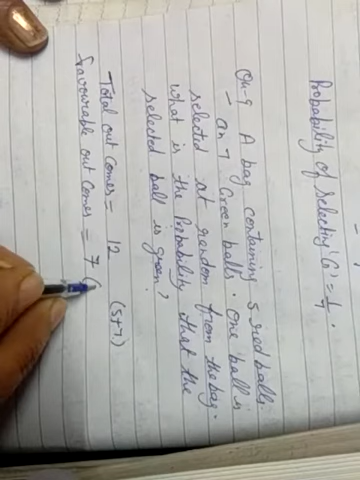 Probability of selecting 'G' = 1/7.
Qu-9 A bag containing 5 red balls
an 7 Green balls. One ball is
selected at random from the bag.
what is the Probability that the
selected ball is green?
Total out comes = 12 (5+7)
favourable out comes = 7 (